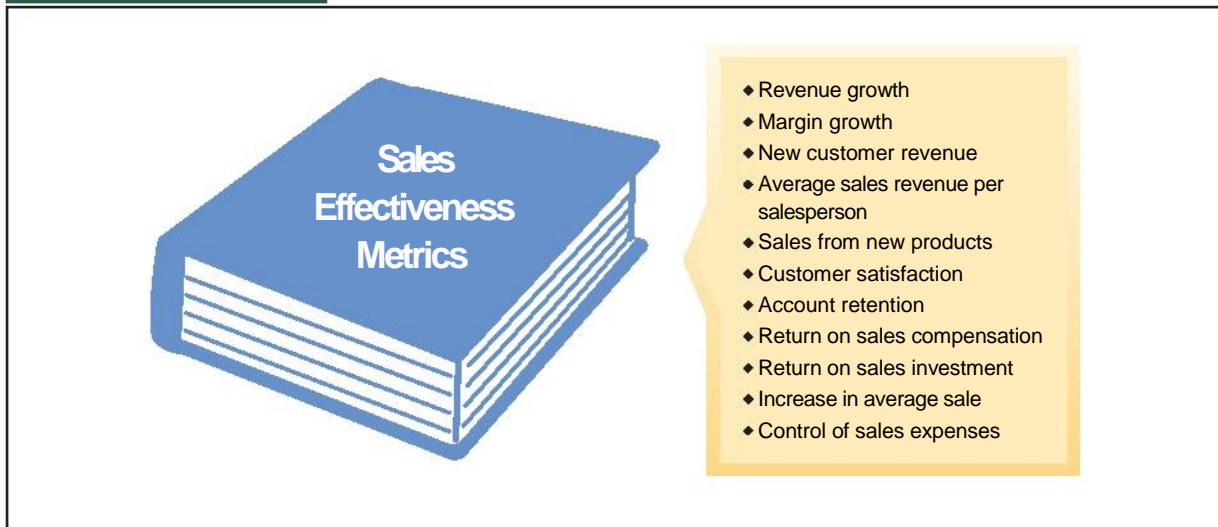 Sales
Effectiveness
Metrics
◆ Revenue growth
◆ Margin growth
◆ New customer revenue
◆ Average sales revenue per
salesperson
◆ Sales from new products
◆ Customer satisfaction
◆ Account retention
◆ Return on sales compensation
◆ Return on sales investment
◆ Increase in average sale
◆ Control of sales expenses